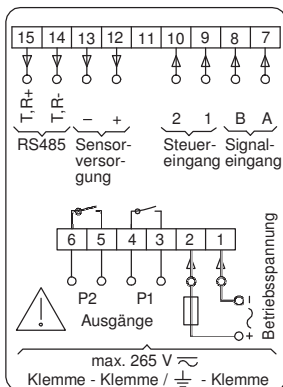 15 14 13 12 11 10 9 8 7
T,R+ T,R- − + 2 1 B A
RS485 Sensor- Steuer- Signal-
versor- eingang eingang
gung
6 5 4 3 2 1
P2 P1
Ausgänge
− +
Betriebsspannung
max. 265 V
Klemme - Klemme / - Klemme